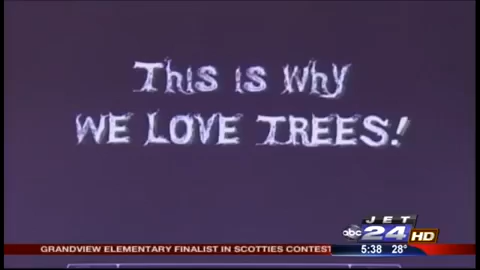 This is Why
WE LOVE TREES!
JET
abc 24 HD
GRANDVIEW ELEMENTARY FINALIST IN SCOTTIES CONTEST
5:38 28°